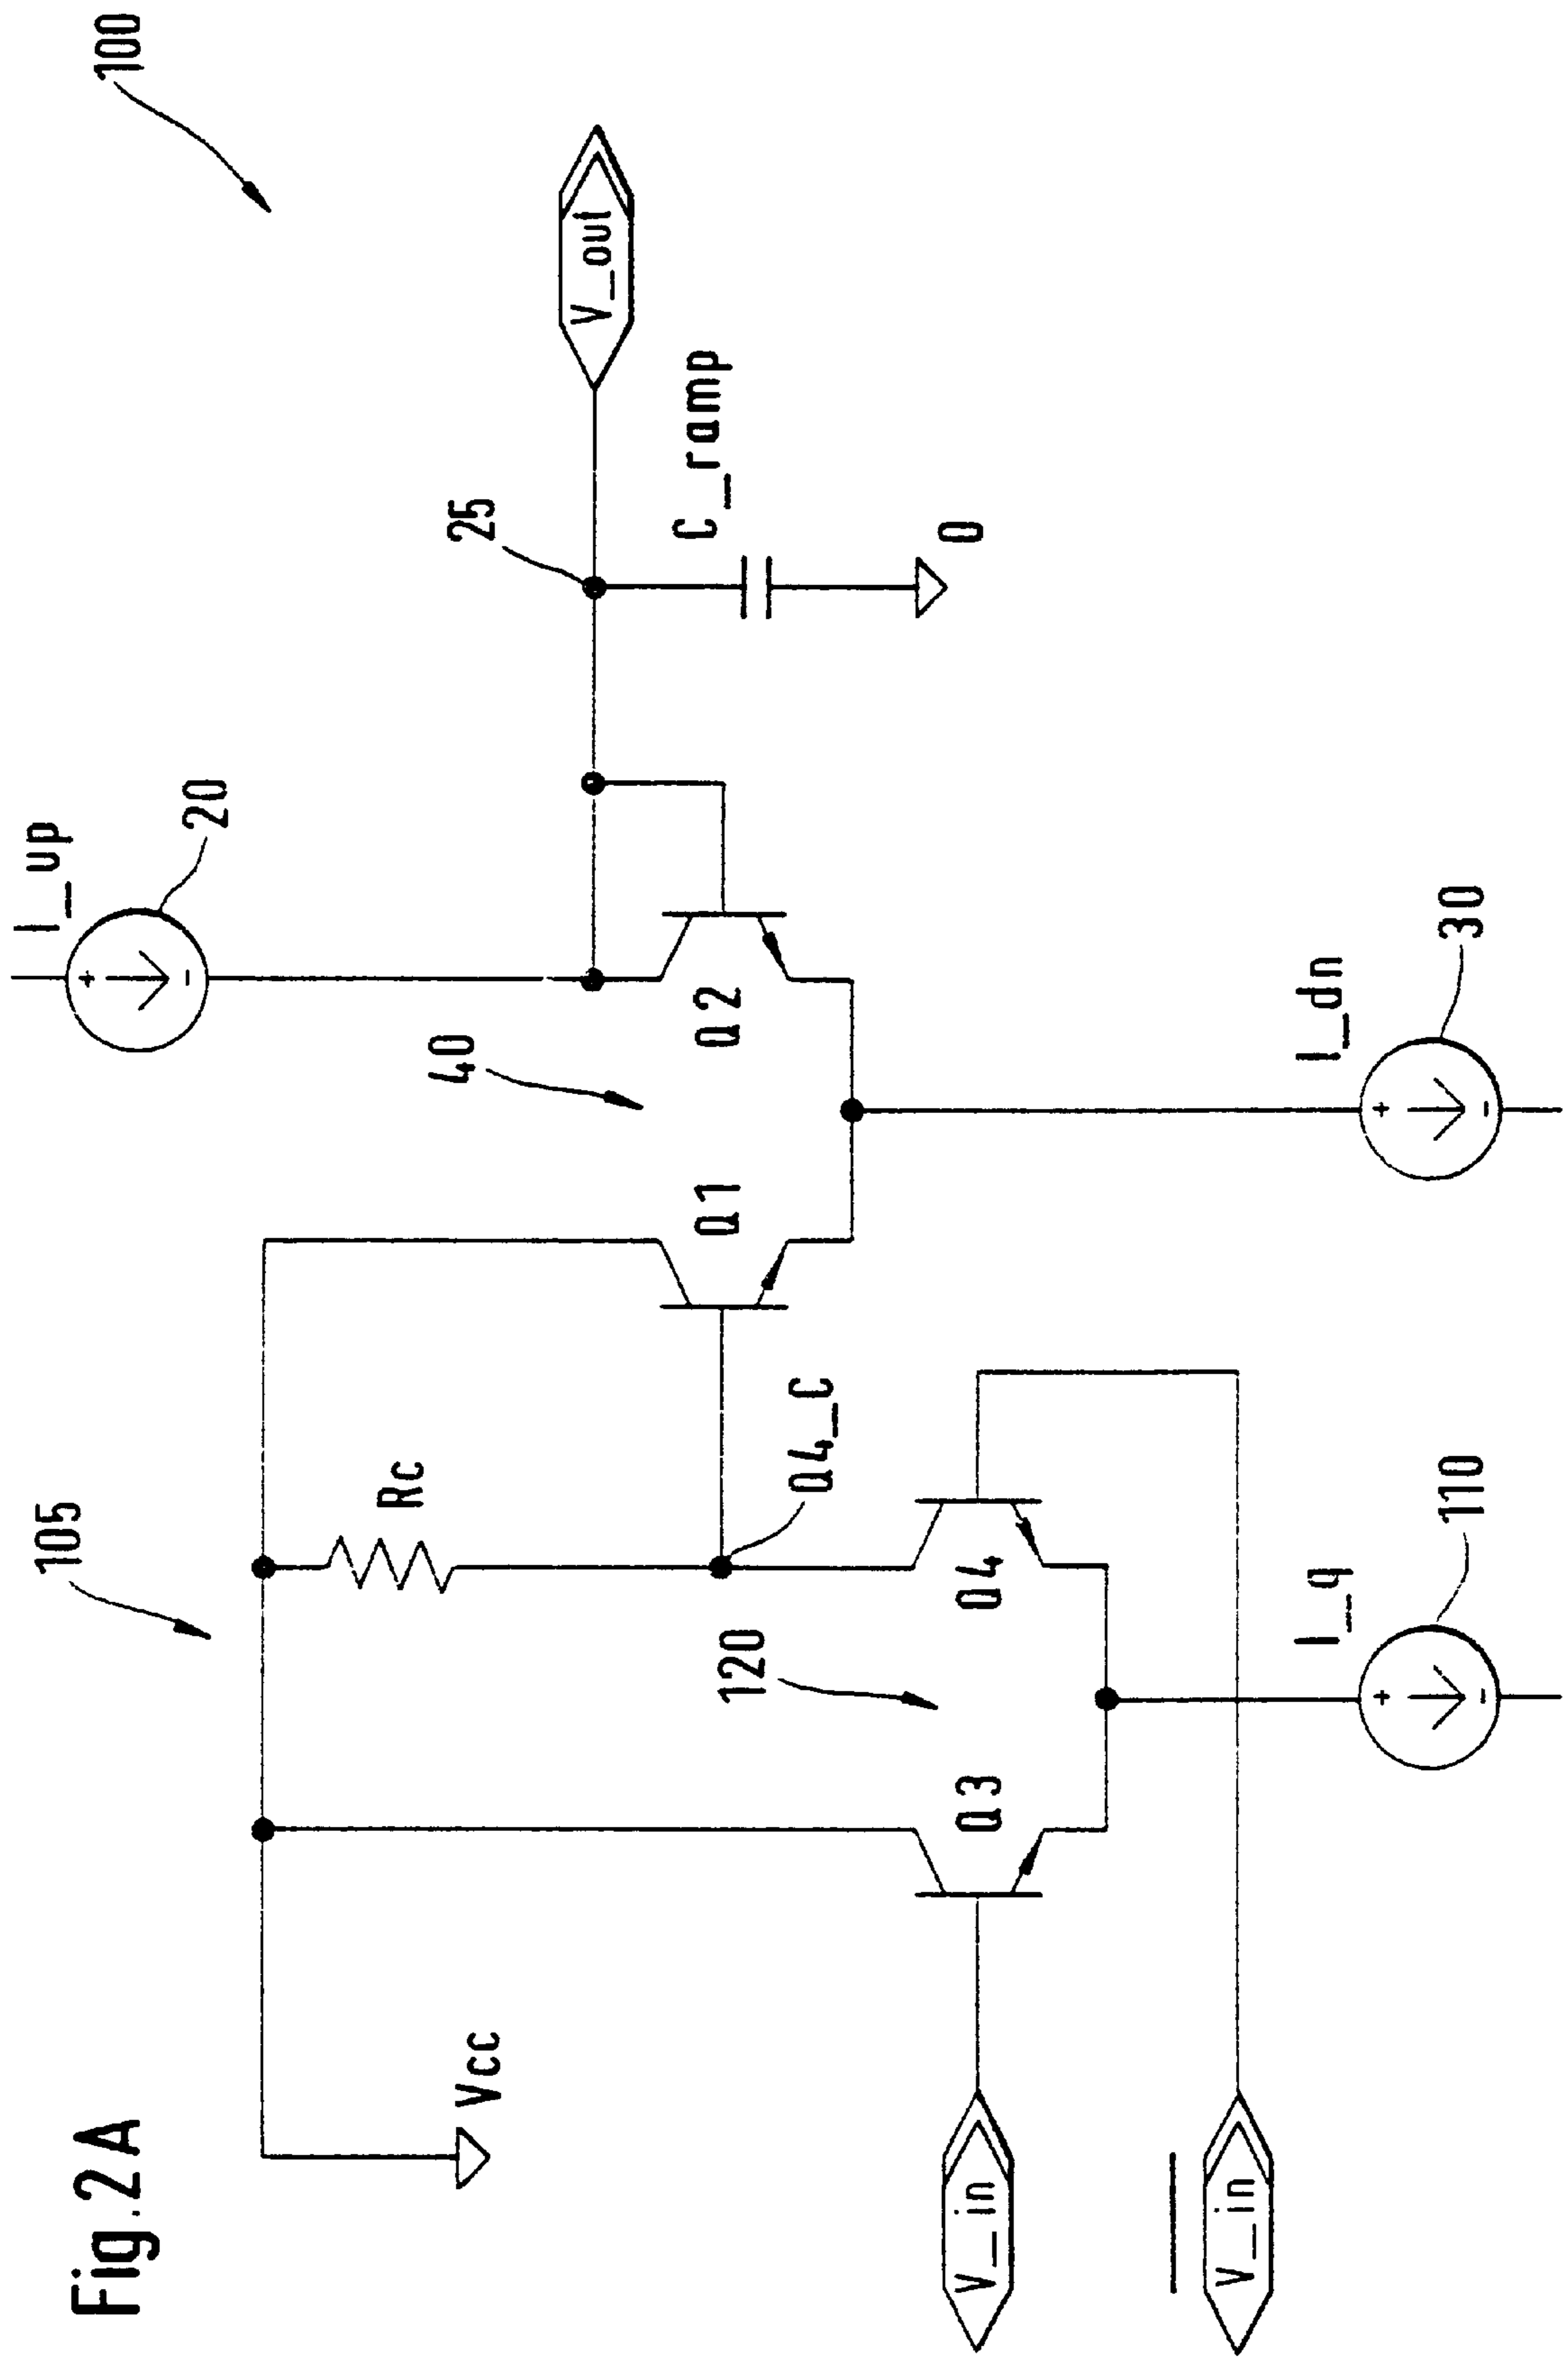 Fig.2A
100
I_up
20
105
Vcc
Rc
40
25
V_out
Q1
Q2
C_ramp
Q4_C
120
0
V_in
Q3
Q4
V_in
I_q
I_dn
110
30
+
-
+
-
+
-